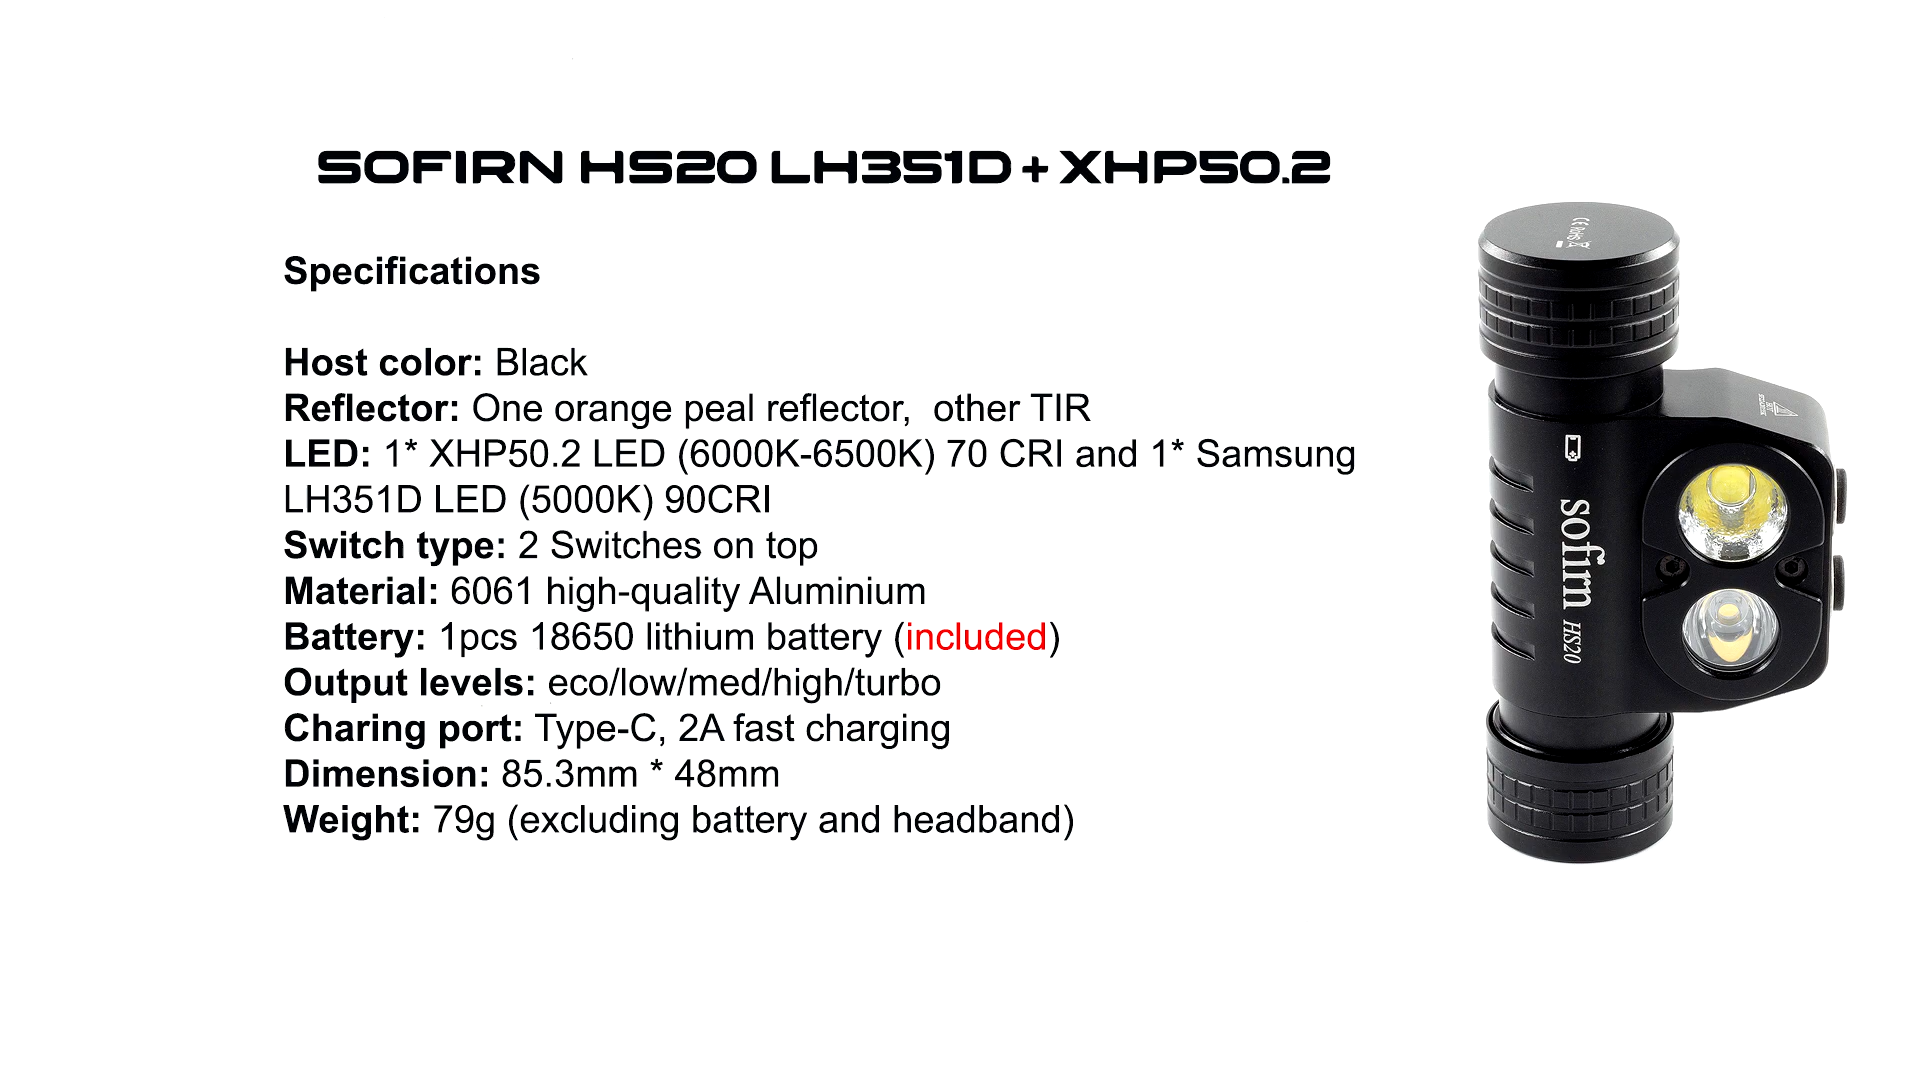 SOFIRN HS20 LH351D + XHP50.2
Specifications
Host color: Black
Reflector: One orange peal reflector,  other TIR
LED: 1* XHP50.2 LED (6000K-6500K) 70 CRI and 1* Samsung
LH351D LED (5000K) 90CRI
Switch type: 2 Switches on top
Material: 6061 high-quality Aluminium
Battery: 1pcs 18650 lithium battery (included)
Output levels: eco/low/med/high/turbo
Charing port: Type-C, 2A fast charging
Dimension: 85.3mm * 48mm
Weight: 79g (excluding battery and headband)
CE RoHS
sofirn HS20